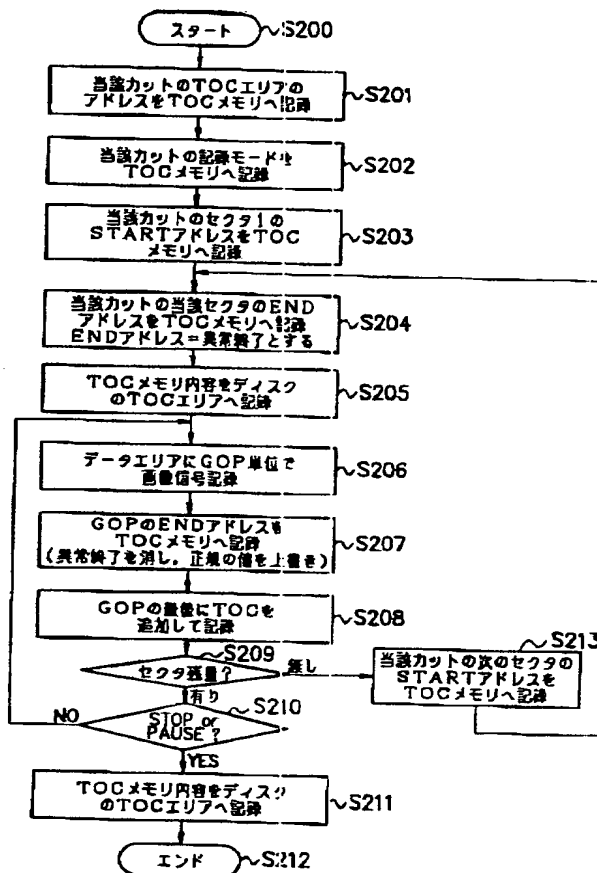 スタート S200
当該カットのTOCエリアの
アドレスをTOCメモリへ記録 S201
当該カットの記録モードを
TOCメモリへ記録 S202
当該カットのセクタ1の
STARTアドレスをTOC
メモリへ記録 S203
当該カットの当該セクタのEND
アドレスをTOCメモリへ記録
ENDアドレス=異常終了とする S204
TOCメモリ内容をディスク
のTOCエリアへ記録 S205
データエリアにGOP単位で
画像信号記録 S206
GOPのENDアドレスを
TOCメモリへ記録
(異常終了を消し,正規の値を上書き) S207
GOPの最後にTOCを
追加して記録 S208
S209
セクタ残量? 無し
有り
S213
当該カットの次のセクタの
STARTアドレスを
TOCメモリへ記録
S210
STOP or
PAUSE?
NO
YES
TOCメモリ内容をディスク
のTOCエリアへ記録 S211
エンド S212